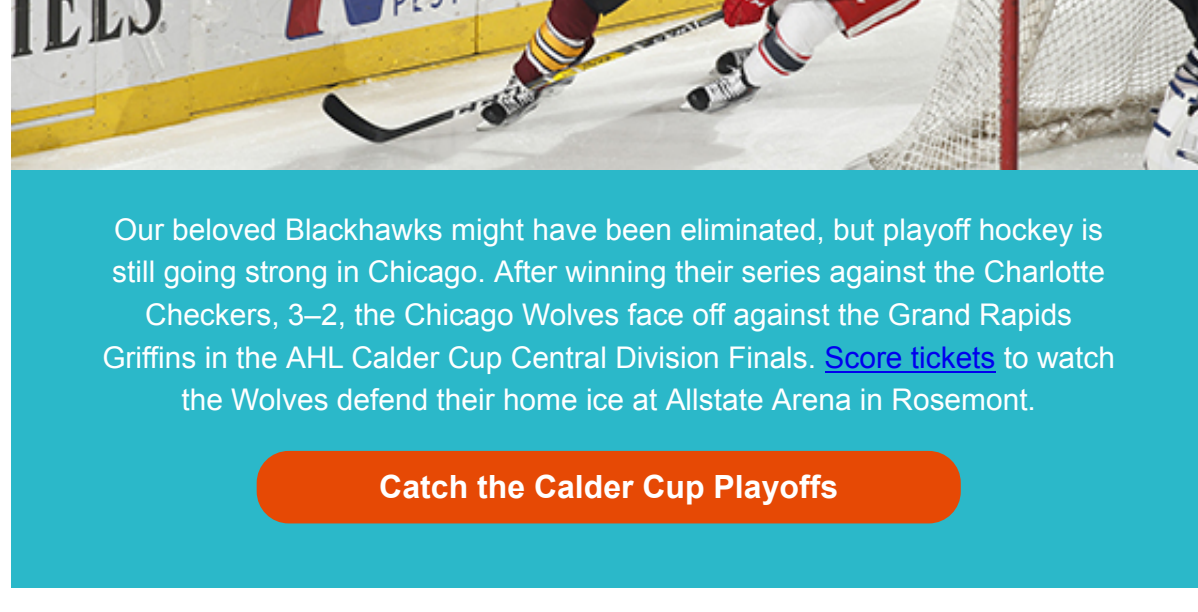 IELS
PEST
Our beloved Blackhawks might have been eliminated, but playoff hockey is
still going strong in Chicago. After winning their series against the Charlotte
Checkers, 3–2, the Chicago Wolves face off against the Grand Rapids
Griffins in the AHL Calder Cup Central Division Finals. Score tickets to watch
the Wolves defend their home ice at Allstate Arena in Rosemont.
Catch the Calder Cup Playoffs